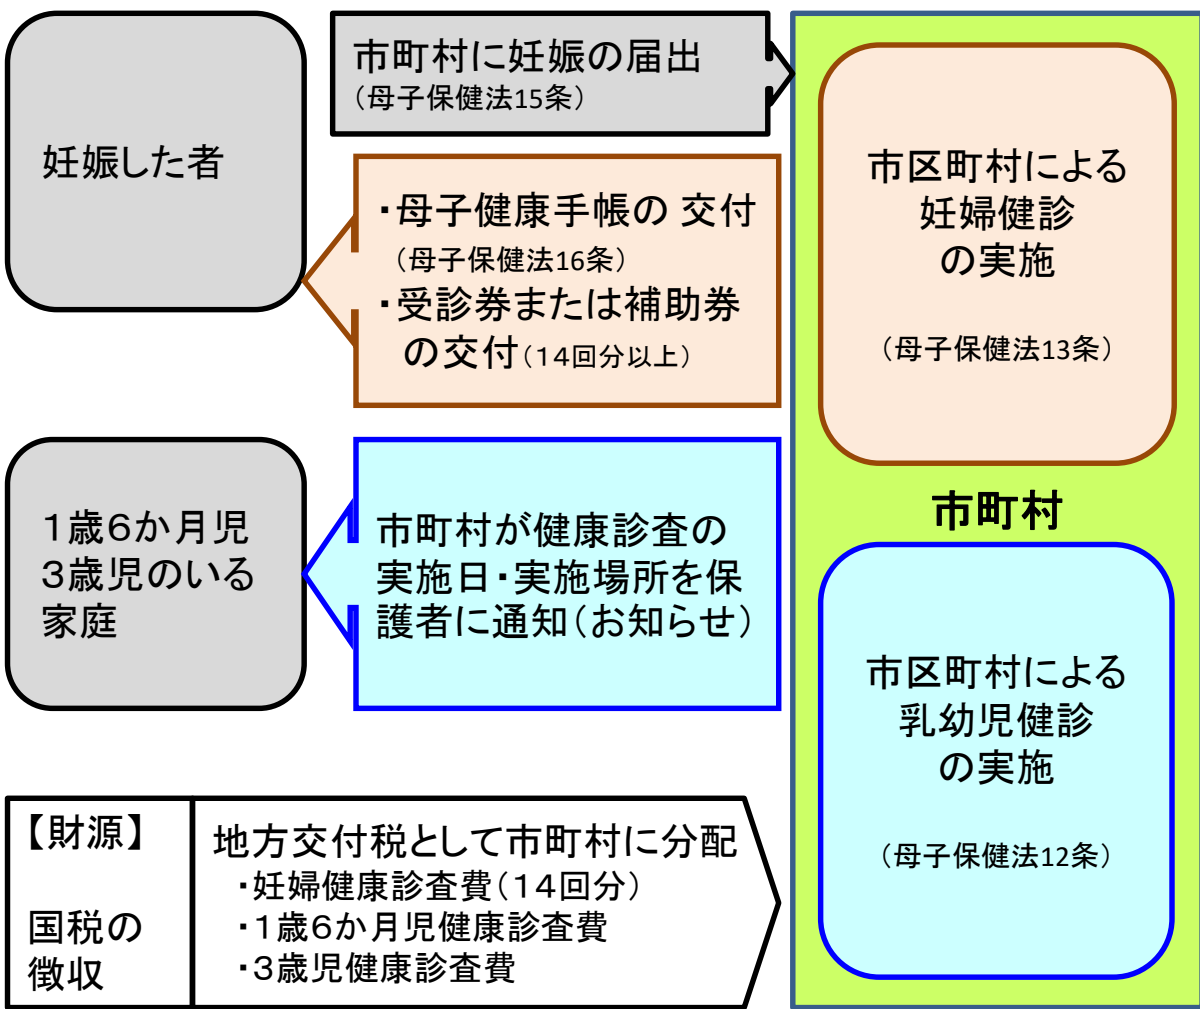 妊娠した者
市町村に妊娠の届出
（母子保健法15条）
・母子健康手帳の 交付
（母子保健法16条）
・受診券または補助券
の交付（１４回分以上）
市区町村による
妊婦健診
の実施
（母子保健法13条）
市町村
１歳６か月児
３歳児のいる
家庭
市町村が健康診査の
実施日・実施場所を保
護者に通知（お知らせ）
市区町村による
乳幼児健診
の実施
（母子保健法12条）
【財源】
国税の
徴収
地方交付税として市町村に分配
・妊婦健康診査費（１４回分）
・１歳６か月児健康診査費
・３歳児健康診査費